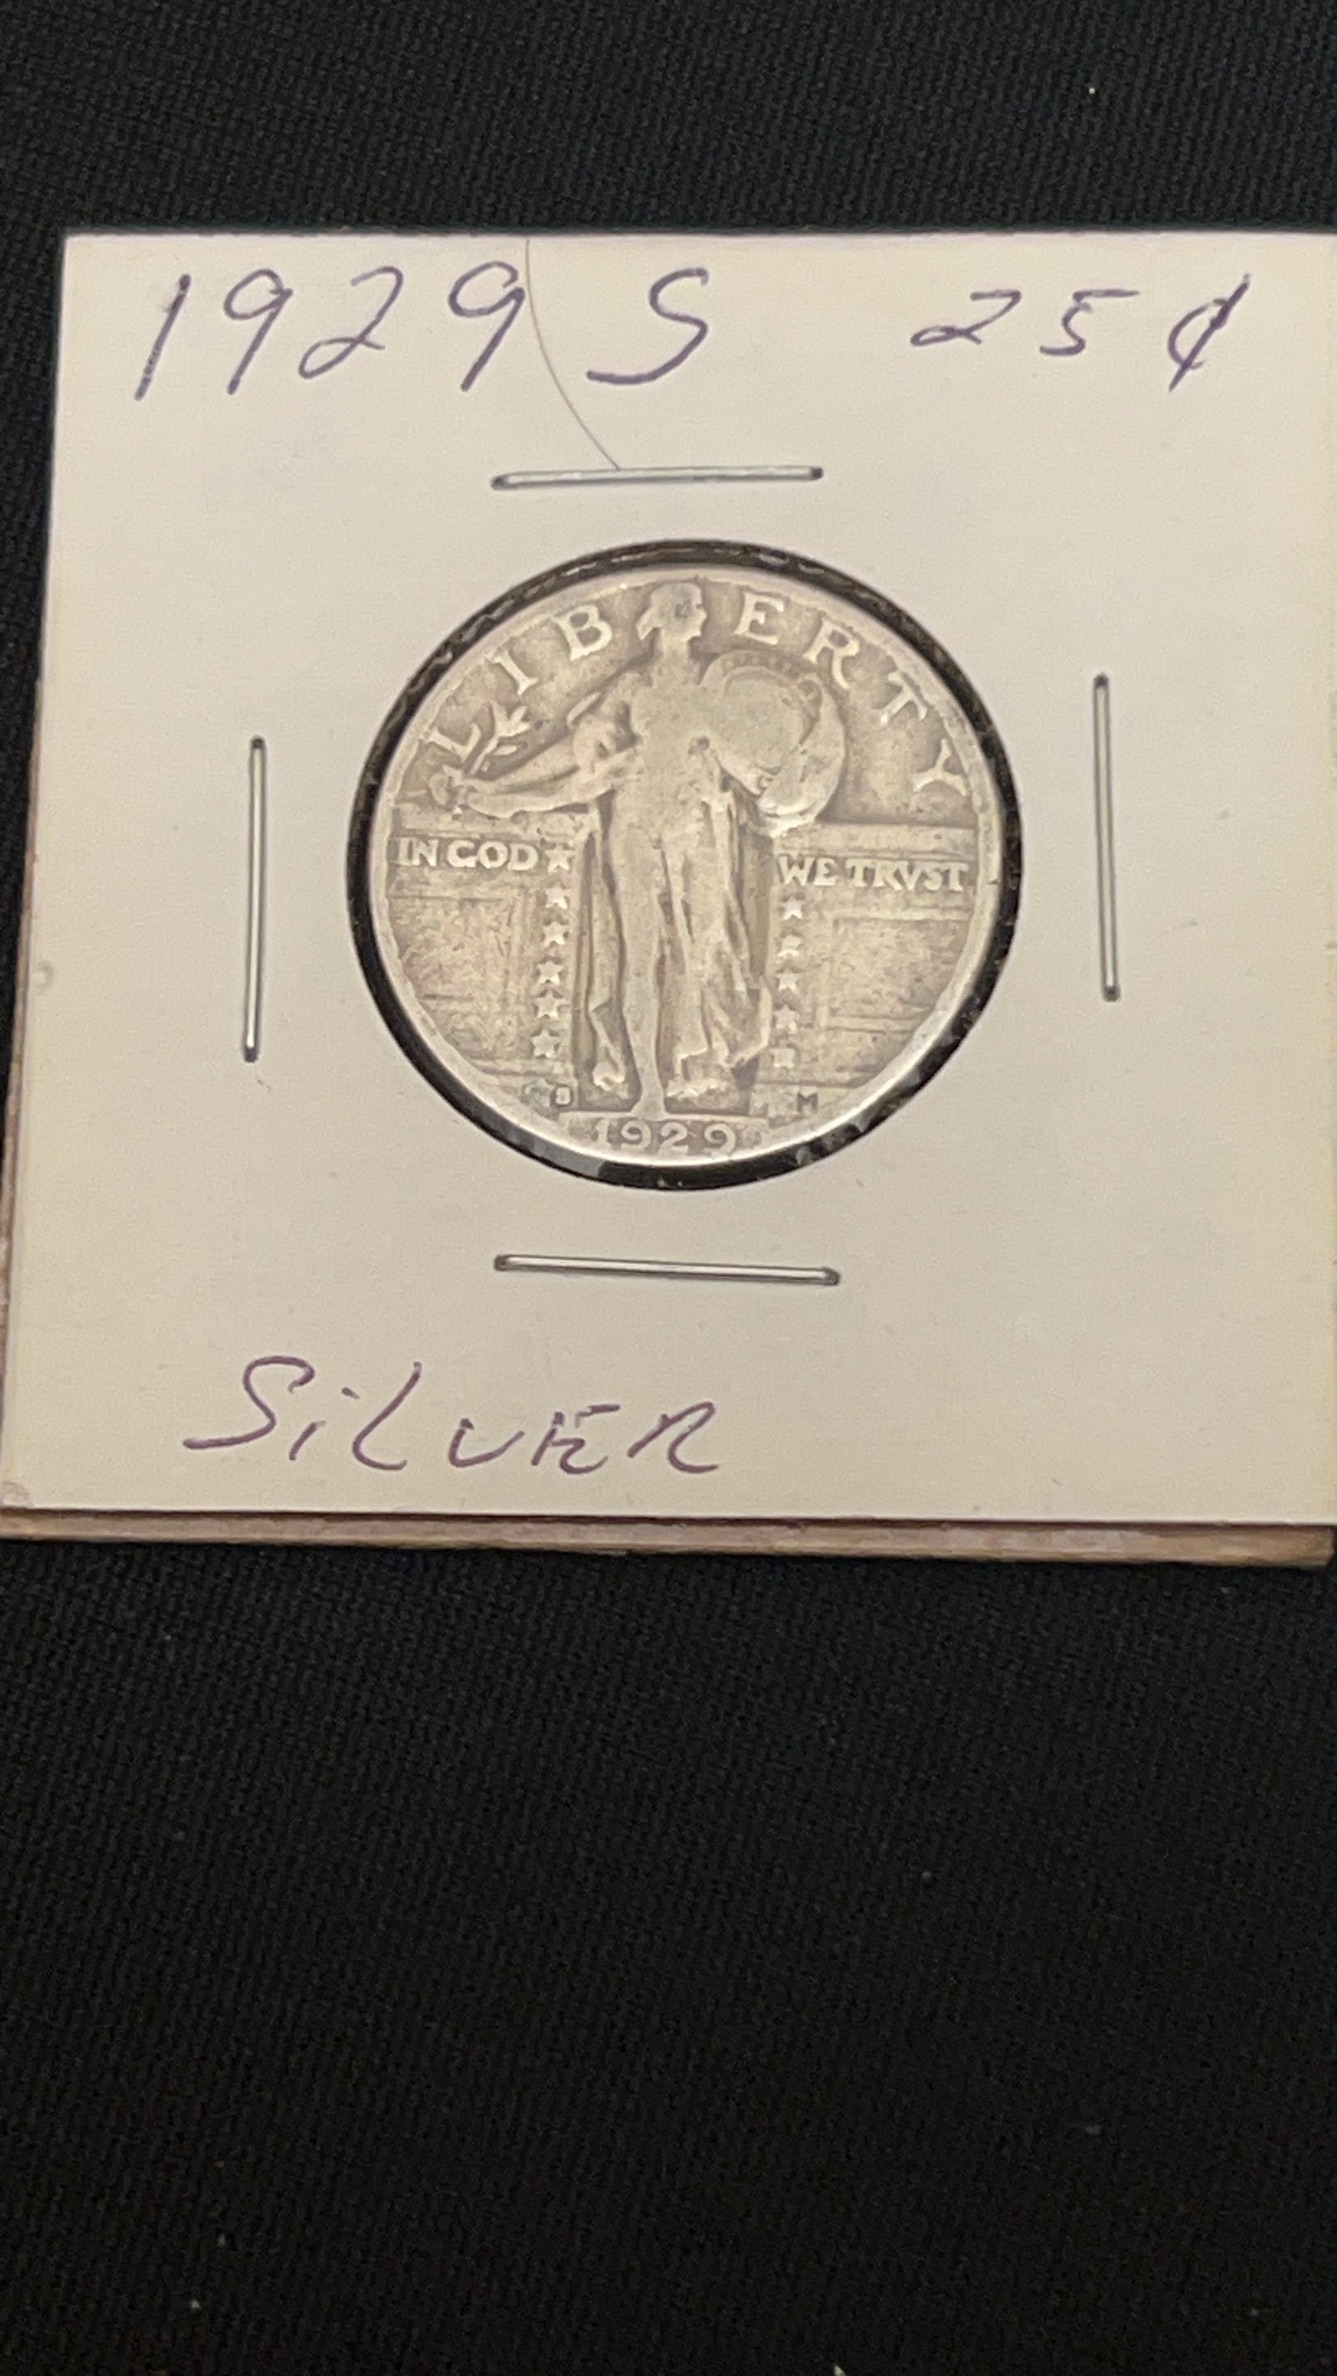 1929 S 25¢
LIBERTY
IN GOD WE TRVST
S M
1929
SiLVER